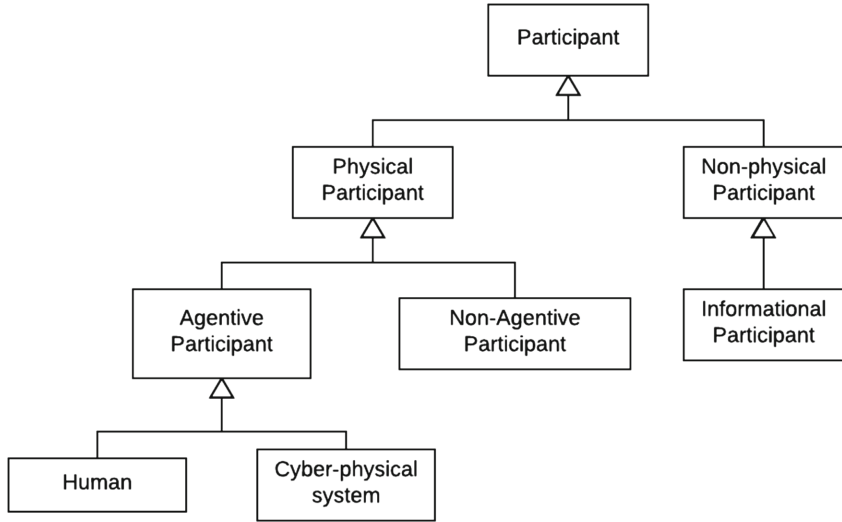 Participant
Physical
Participant
Non-physical
Participant
Agentive
Participant
Non-Agentive
Participant
Informational
Participant
Human
Cyber-physical
system